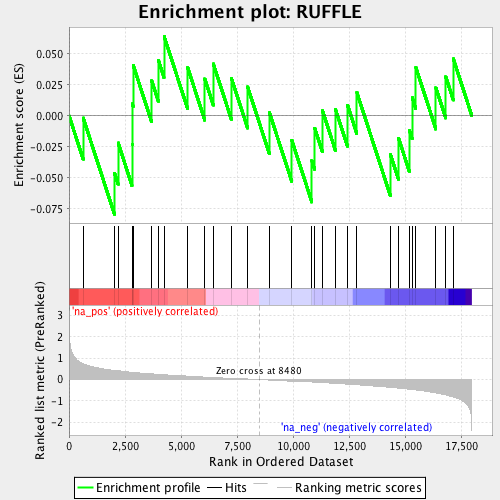 Enrichment plot: RUFFLE
Enrichment score (ES)
0.050
0.025
0.000
-0.025
-0.050
-0.075
'na_pos' (positively correlated)
Ranked list metric (PreRanked)
3
2
1
0
-1
-2
Zero cross at 8480
'na_neg' (negatively correlated)
0
2,500
5,000
7,500
10,000
12,500
15,000
17,500
Rank in Ordered Dataset
Enrichment profile
Hits
Ranking metric scores